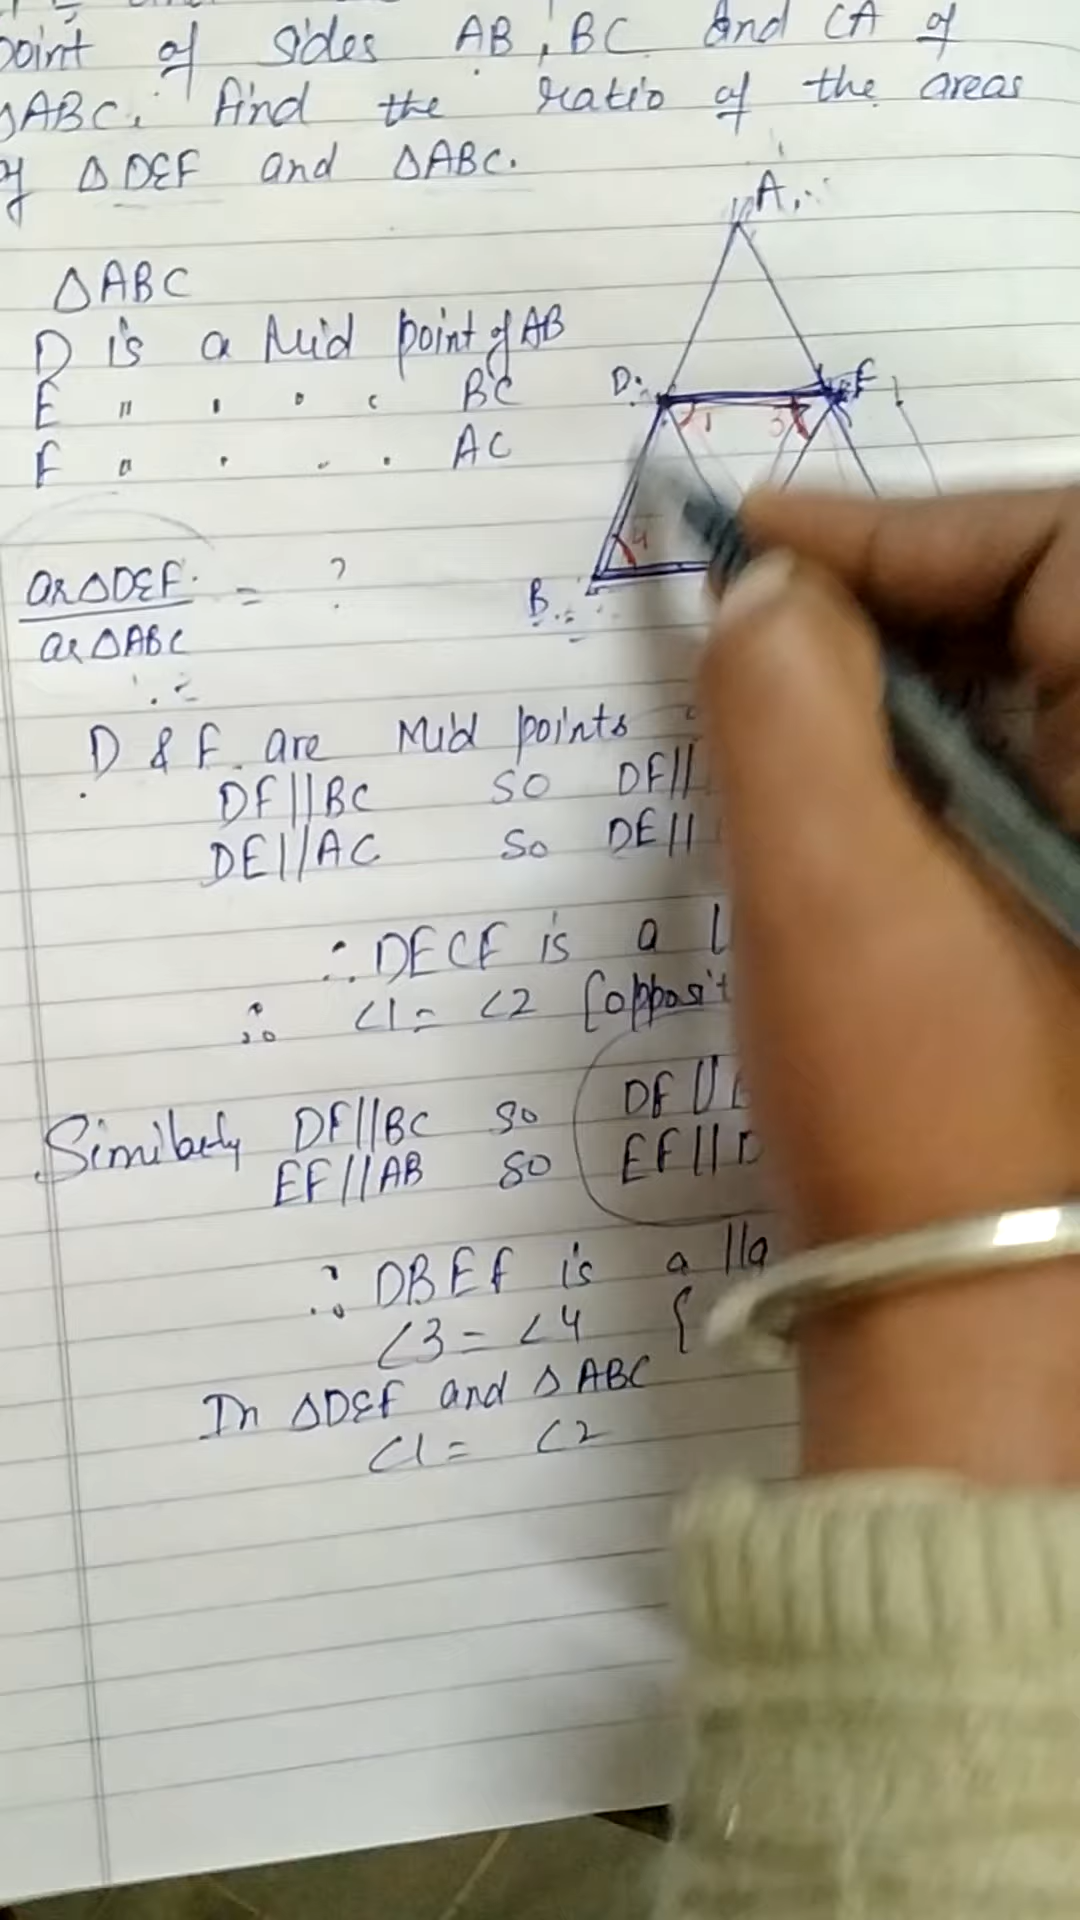 point of sides AB, BC and CA of
ΔABC. find the ratio of the areas
of Δ DEF and ΔABC.
A
ΔABC
D is a Mid point of AB
E " " " " BC
F " " " " AC
D F
1 3
4
B
ar ΔDEF = ?
ar ΔABC
D & F are Mid points
DF || BC so DF ||
DE || AC so DE ||
∴ DECF is a
∴ ∠1 = ∠2 [opposit
Similarly DF || BC so DF ||
EF || AB so EF || D
∴ DBEF is a ||g
∠3 = ∠4 {
In ΔDEF and ΔABC
∠1 = ∠2